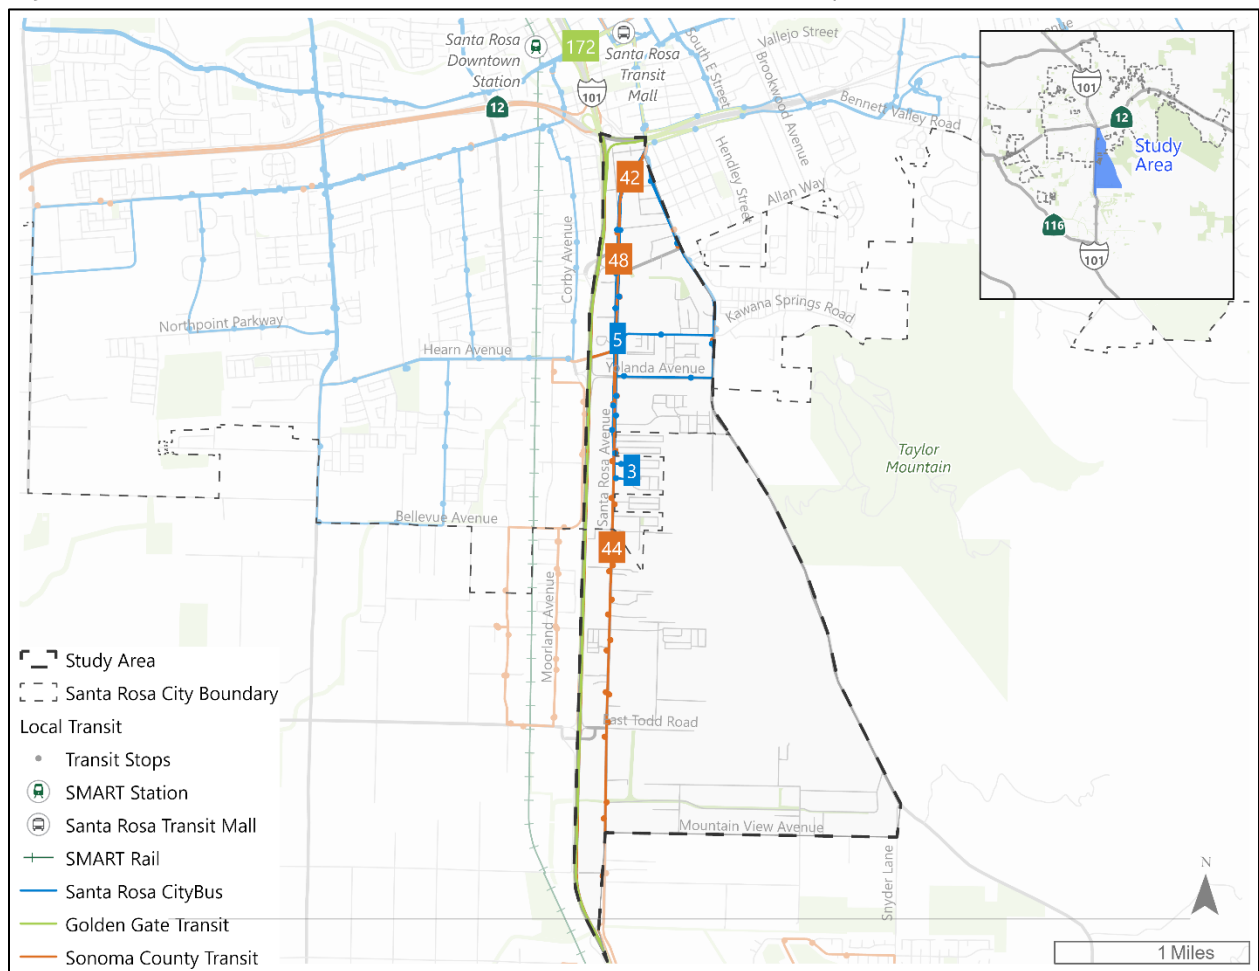 Santa Rosa
Downtown
Station
172
Santa Rosa
Transit
Mall
101
12
South E Street
Vallejo Street
Brookwood Avenue
Bennett Valley Road
Hendley Street
Allan Way
42
48
Corby Avenue
Kawana Springs Road
Northpoint Parkway
Hearn Avenue
5
Yolanda Avenue
Santa Rosa Avenue
3
Taylor
Mountain
Bellevue Avenue
44
Moorland Avenue
East Todd Road
Mountain View Avenue
Snyder Lane
101
12
Study
Area
116
101
Study Area
Santa Rosa City Boundary
Local Transit
Transit Stops
SMART Station
Santa Rosa Transit Mall
SMART Rail
Santa Rosa CityBus
Golden Gate Transit
Sonoma County Transit
N
1 Miles